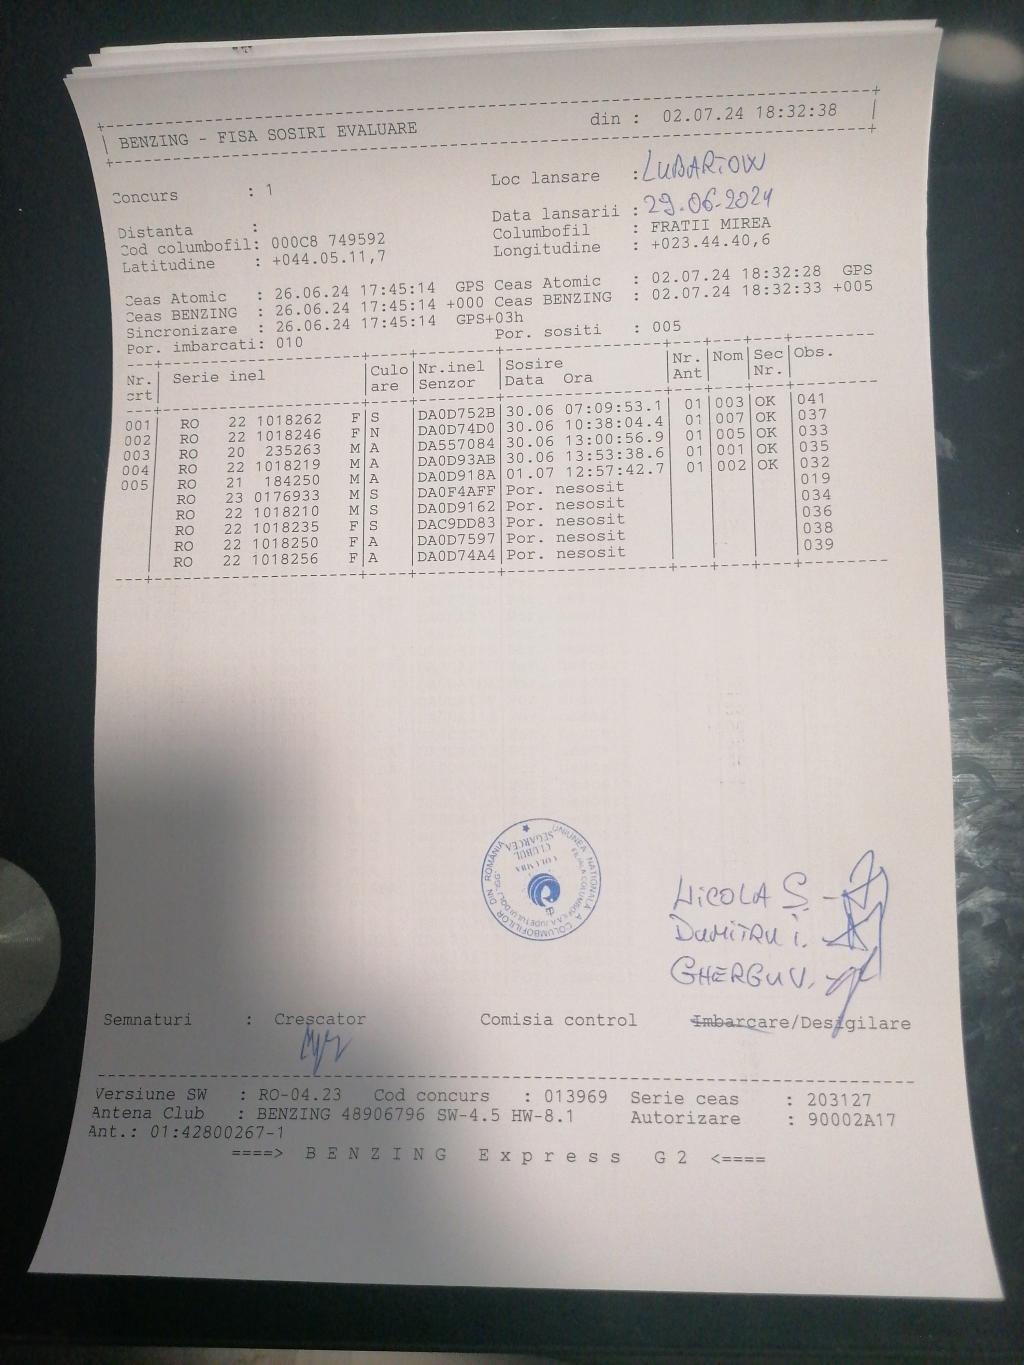 BENZING - FISA SOSIRI EVALUARE din : 02.07.24 18:32:38
Concurs : 1 Loc lansare : LUBARTOW
Data lansarii : 29.06.2024
Distanta : Columbofil : FRATII MIREA
Cod columbofil: 000C8 749592 Longitudine : +023.44.40,6
Latitudine : +044.05.11,7
Ceas Atomic : 26.06.24 17:45:14 GPS Ceas Atomic : 02.07.24 18:32:28 GPS
Ceas BENZING : 26.06.24 17:45:14 +000 Ceas BENZING : 02.07.24 18:32:33 +005
Sincronizare : 26.06.24 17:45:14 GPS+03h
Por. imbarcati: 010 Por. sositi : 005
Nr. Serie inel Culo Nr.inel Sosire Nr. Nom Sec Obs.
crt are Senzor Data Ora Ant Nr.
001 RO 22 1018262 F S DA0D752B 30.06 07:09:53.1 01 003 OK 041
002 RO 22 1018246 F N DA0D74D0 30.06 10:38:04.4 01 007 OK 037
003 RO 20 235263 M A DA557084 30.06 13:00:56.9 01 005 OK 033
004 RO 22 1018219 M A DA0D93AB 30.06 13:53:38.6 01 001 OK 035
005 RO 21 184250 M A DA0D918A 01.07 12:57:42.7 01 002 OK 032
RO 23 0176933 M S DA0F4AFF Por. nesosit 019
RO 22 1018210 M S DA0D9162 Por. nesosit 034
RO 22 1018235 F S DAC9DD83 Por. nesosit 036
RO 22 1018250 F A DA0D7597 Por. nesosit 038
RO 22 1018256 F A DA0D74A4 Por. nesosit 039
UNIUNEA NATIONALA A COLUMBOFILILOR DIN ROMANIA
CLUBUL
SEGARCEA
NICOLA Ș.
DUMITRU I.
GHERGU V.
Semnaturi : Crescator Comisia control Imbarcare/Desigilare
Versiune SW : RO-04.23 Cod concurs : 013969 Serie ceas : 203127
Antena Club : BENZING 48906796 SW-4.5 HW-8.1 Autorizare : 90002A17
Ant.: 01:42800267-1
====> B E N Z I N G E x p r e s s G 2 <====